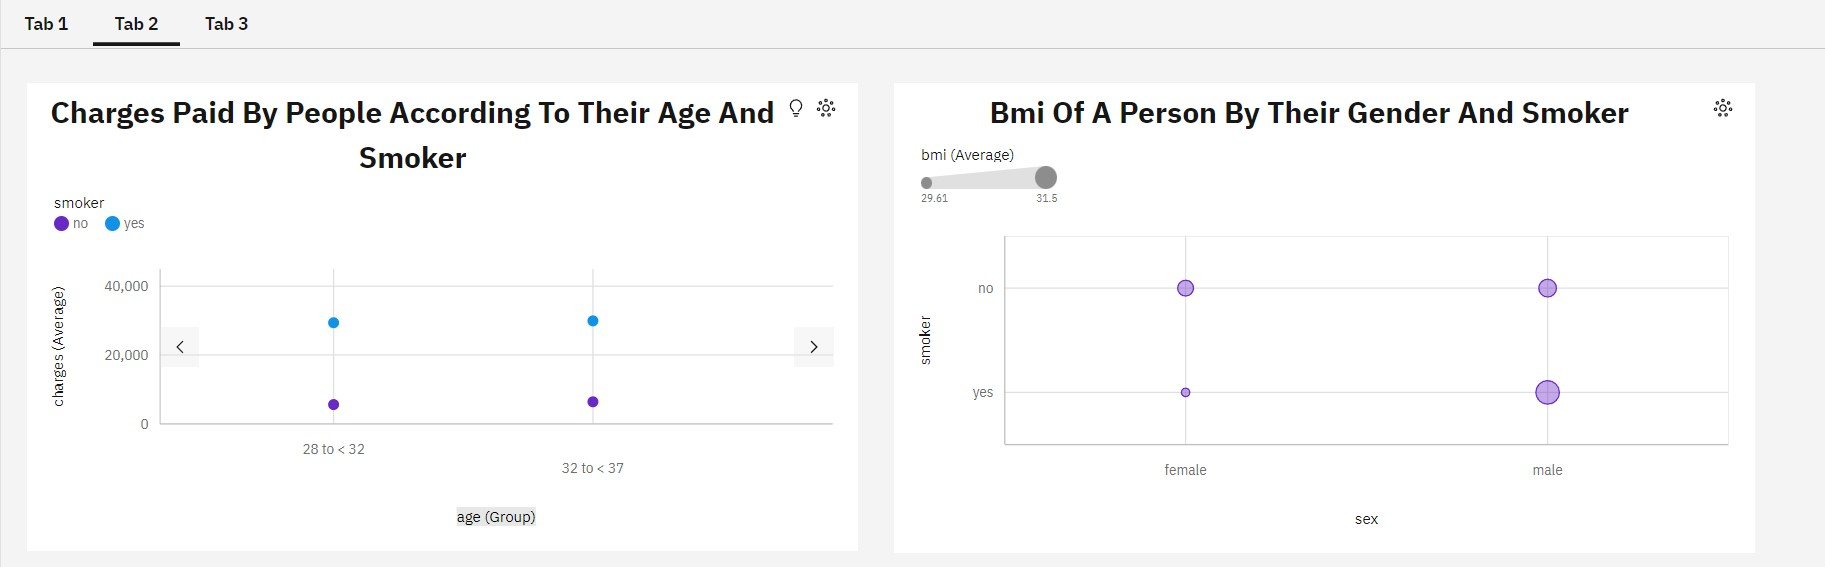 Tab 1 Tab 2 Tab 3
Charges Paid By People According To Their Age And
Smoker
smoker
no yes
charges (Average)
40,000
20,000
0
28 to < 32
32 to < 37
age (Group)
Bmi Of A Person By Their Gender And Smoker
bmi (Average)
29.61 31.5
smoker
no
yes
female male
sex